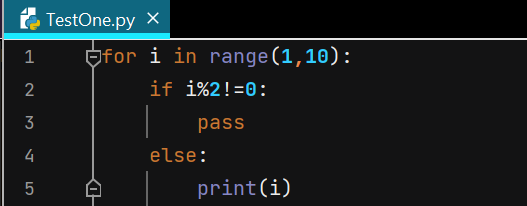 TestOne.py ×
1 for i in range(1,10):
2     if i%2!=0:
3         pass
4     else:
5         print(i)